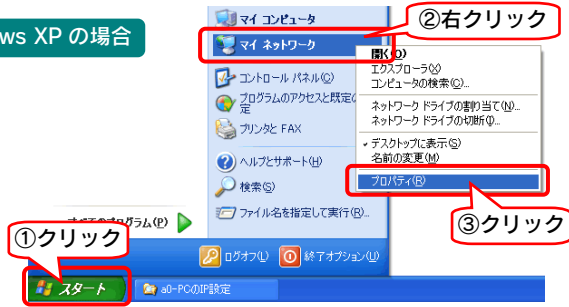 ws XP の場合
マイ コンピュータ
②右クリック
マイ ネットワーク
開く(O)
エクスプローラ(X)
コンピュータの検索(C)...
コントロール パネル(C)
プログラムのアクセスと既定の
定
ネットワーク ドライブの割り当て(N)...
ネットワーク ドライブの切断(I)...
プリンタと FAX
デスクトップに表示(S)
名前の変更(M)
ヘルプとサポート(H)
プロパティ(R)
検索(S)
すべてのプログラム(P)
ファイル名を指定して実行(R)...
③クリック
①クリック
ログオフ(L)
終了オプション(U)
スタート
a0-PCのIP設定